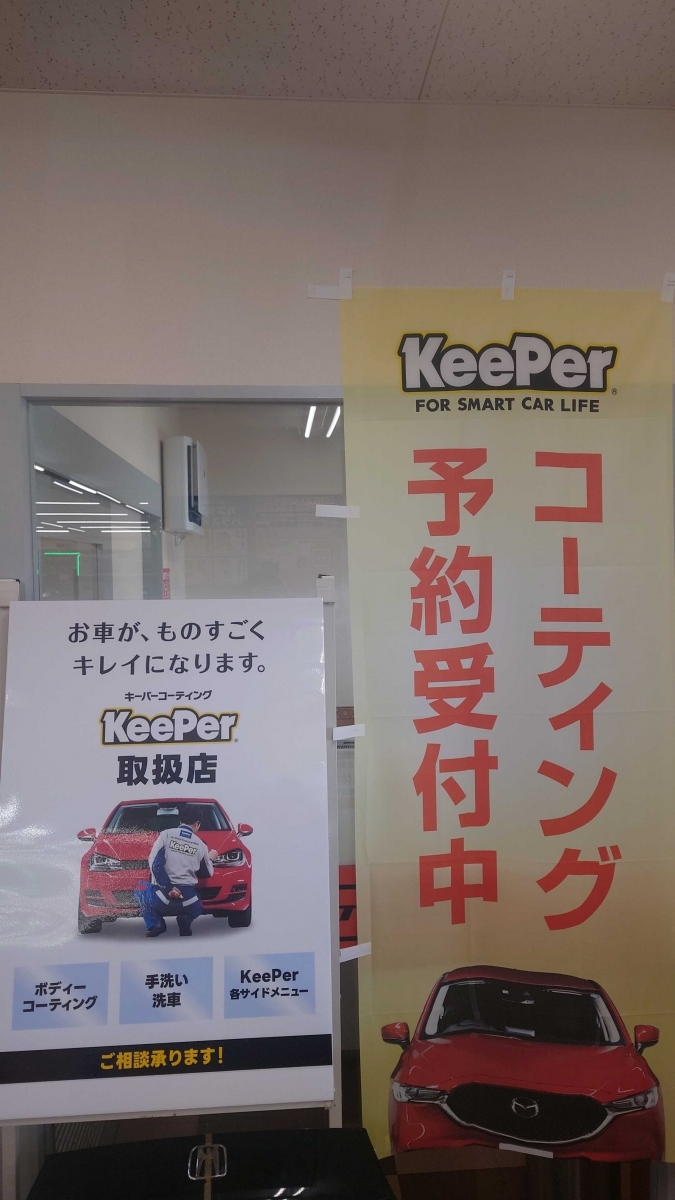 お車が、ものすごく
キレイになります。
キーパーコーティング
KeePer
取扱店
KeePer
ボディー
コーティング
手洗い
洗車
KeePer
各サイドメニュー
ご相談承ります!
KeePer®
FOR SMART CAR LIFE
コーティング
予約受付中